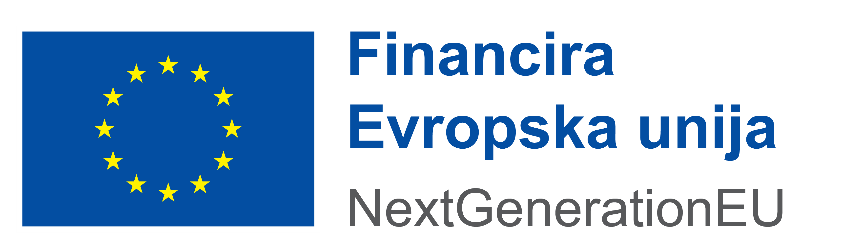 Financira
Evropska unija
NextGenerationEU